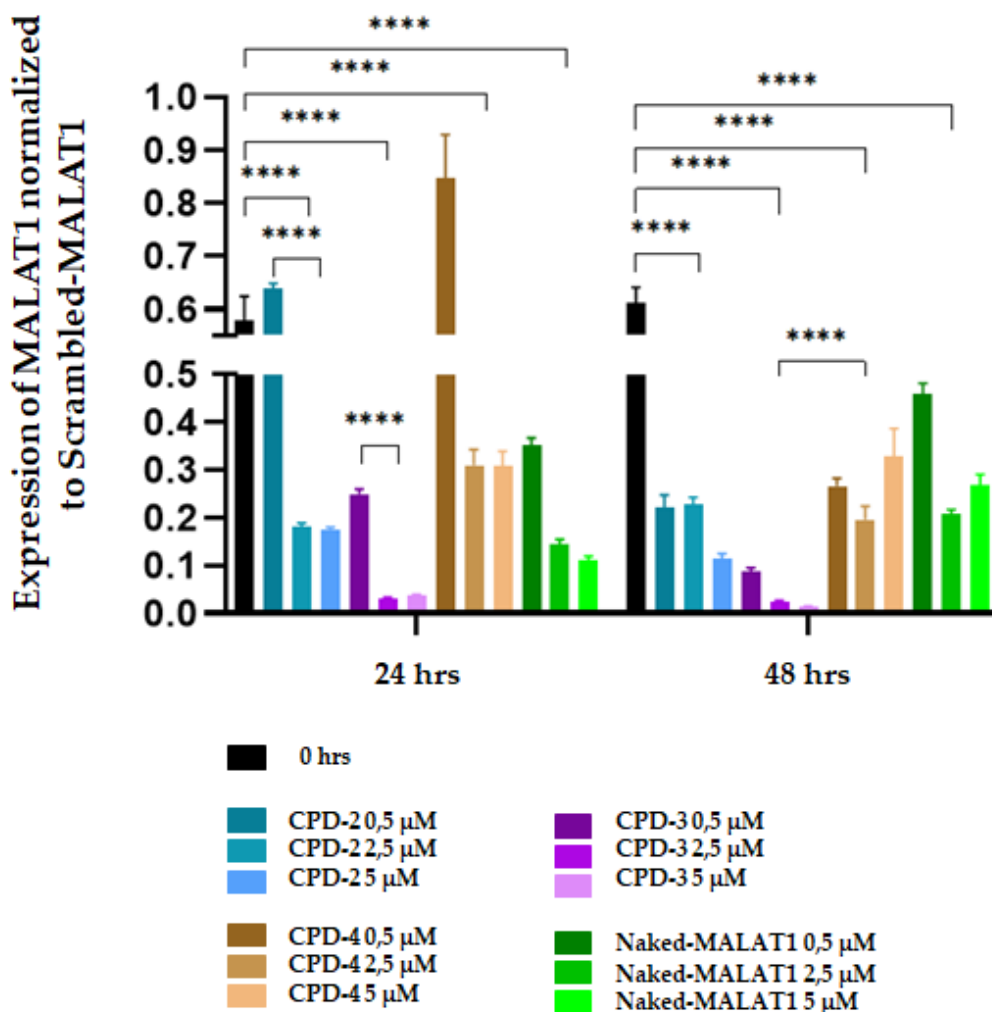 Expression of MALAT1 normalized
to Scrambled-MALAT1
****
****
****
****
****
****
****
****
****
****
****
1.0
0.9
0.8
0.7
0.6
0.5
0.4
0.3
0.2
0.1
0.0
24 hrs
48 hrs
0 hrs
CPD-2 0,5 μM
CPD-2 2,5 μM
CPD-2 5 μM
CPD-3 0,5 μM
CPD-3 2,5 μM
CPD-3 5 μM
CPD-4 0,5 μM
CPD-4 2,5 μM
CPD-4 5 μM
Naked-MALAT1 0,5 μM
Naked-MALAT1 2,5 μM
Naked-MALAT1 5 μM